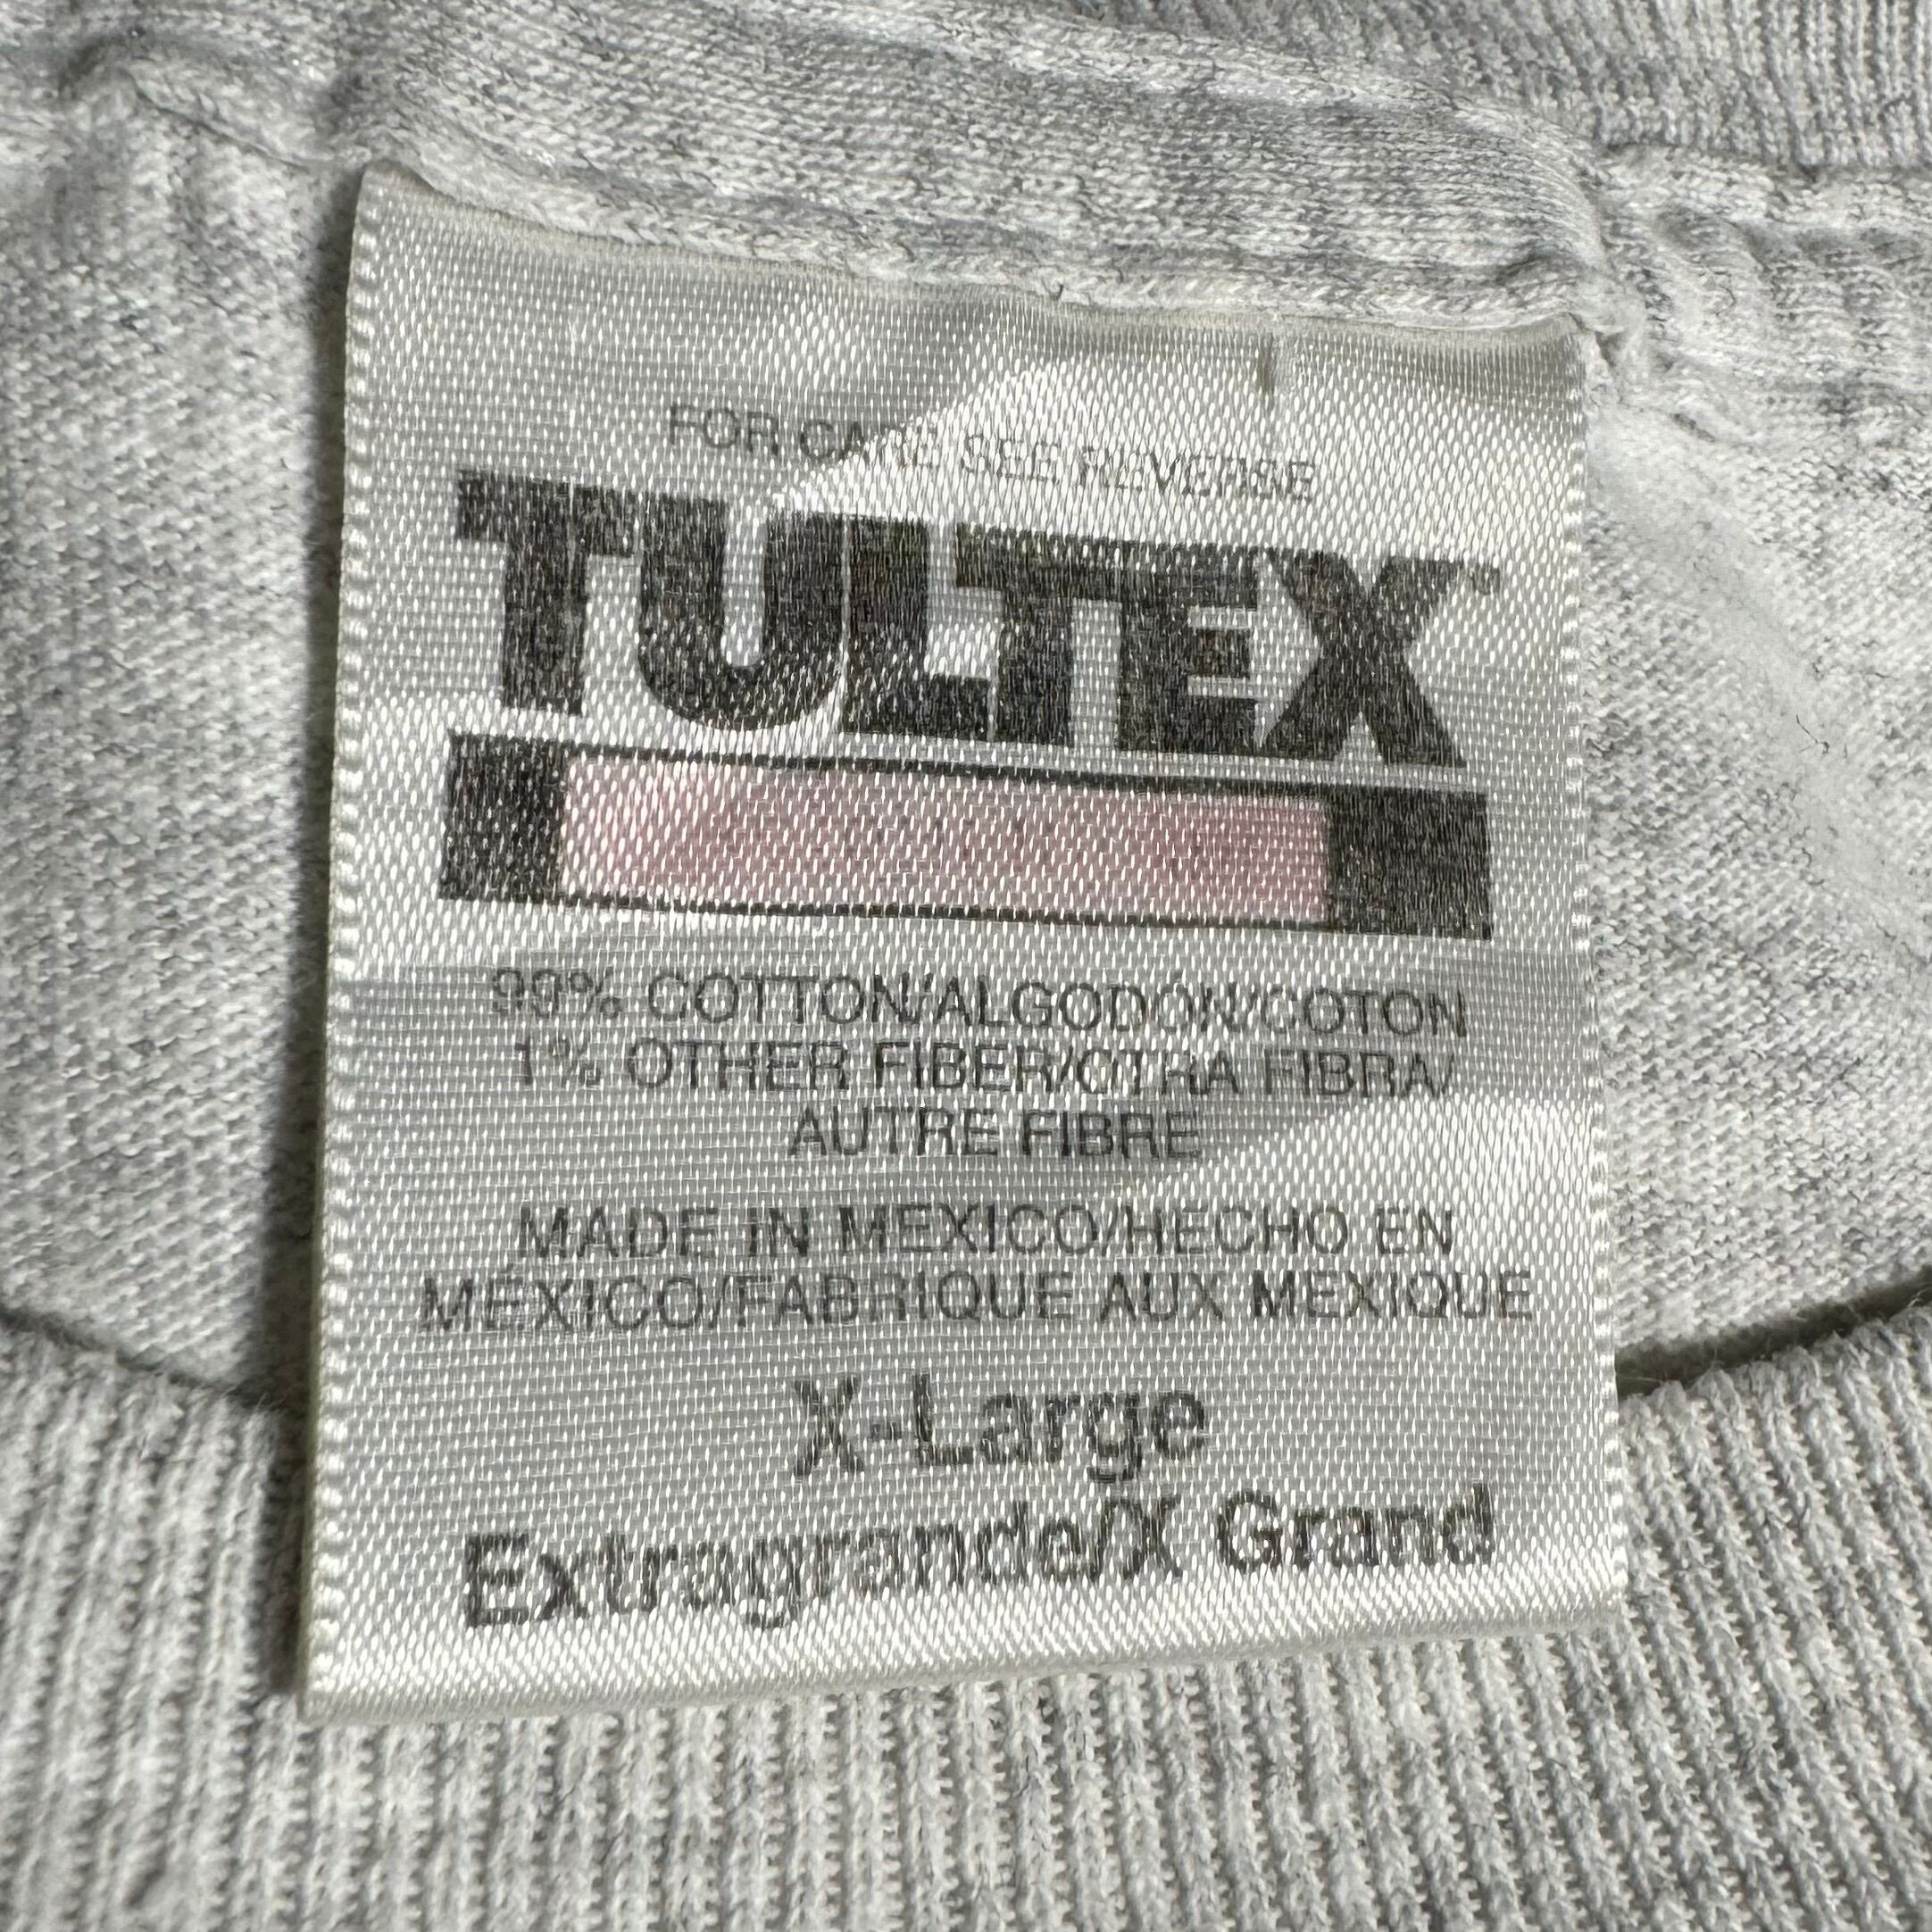 FOR CARE SEE REVERSE
TULTEX®
99% COTTON/ALGODÓN/COTON
1% OTHER FIBER/OTRA FIBRA/
AUTRE FIBRE
MADE IN MEXICO/HECHO EN
MÉXICO/FABRIQUE AUX MEXIQUE
X-Large
Extragrande/X Grand